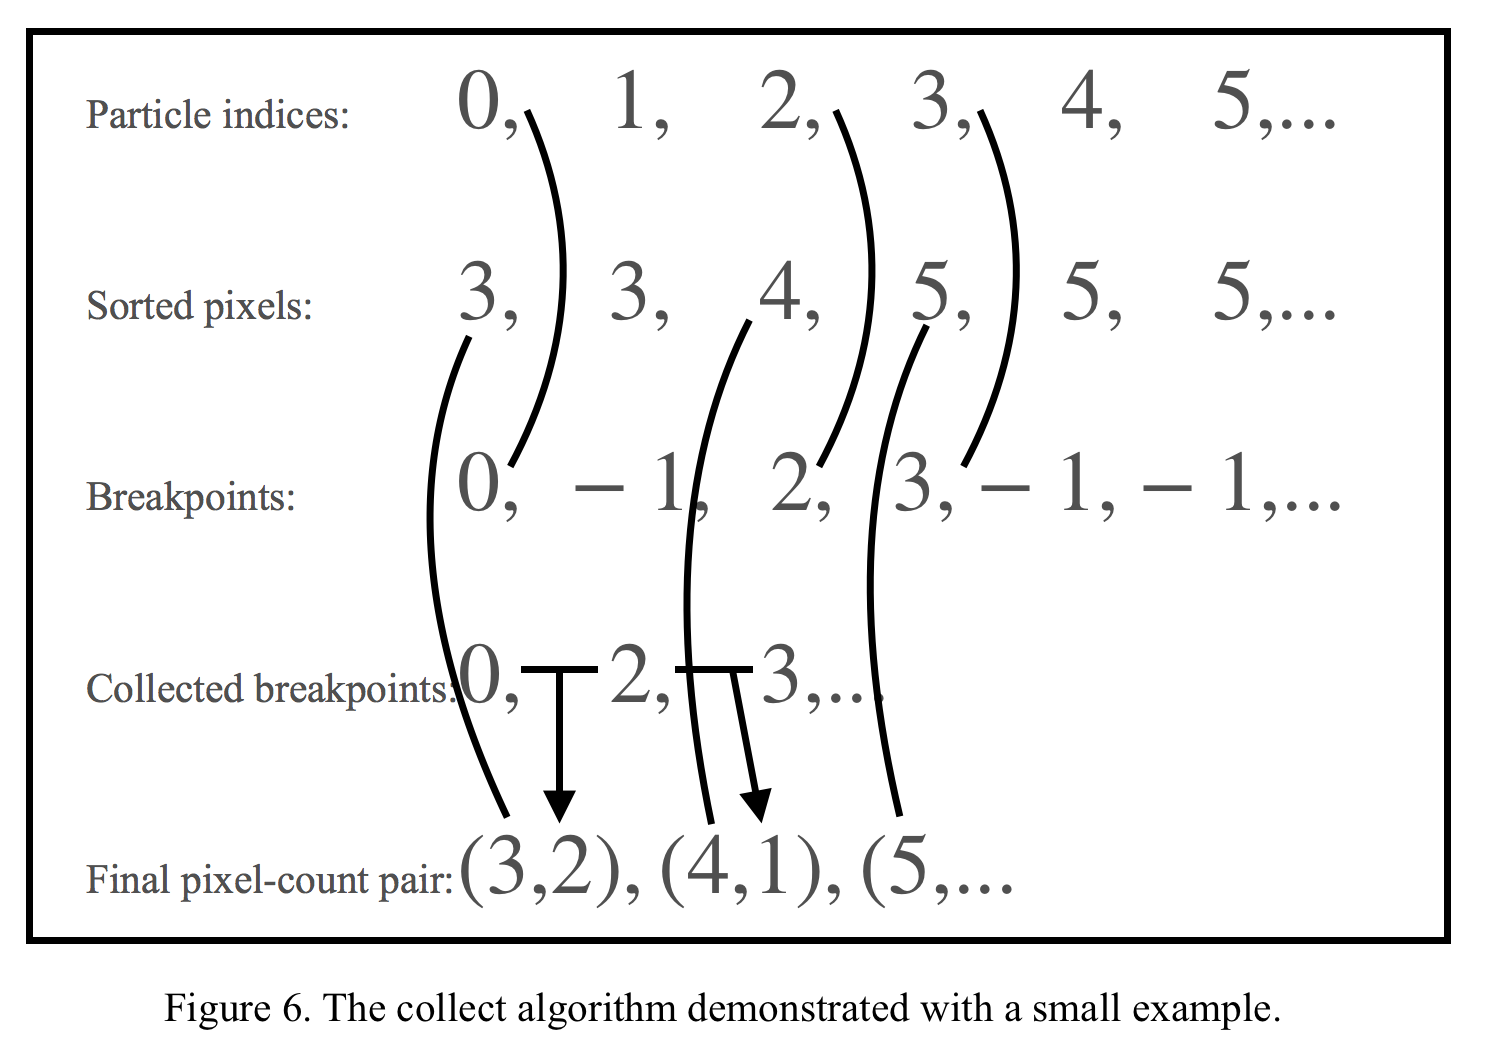 Particle indices: 0, 1, 2, 3, 4, 5,...
Sorted pixels: 3, 3, 4, 5, 5, 5,...
Breakpoints: 0, − 1, 2, 3, − 1, − 1,...
Collected breakpoints: 0, 2, 3,...
Final pixel-count pair: (3,2), (4,1), (5,...
Figure 6. The collect algorithm demonstrated with a small example.